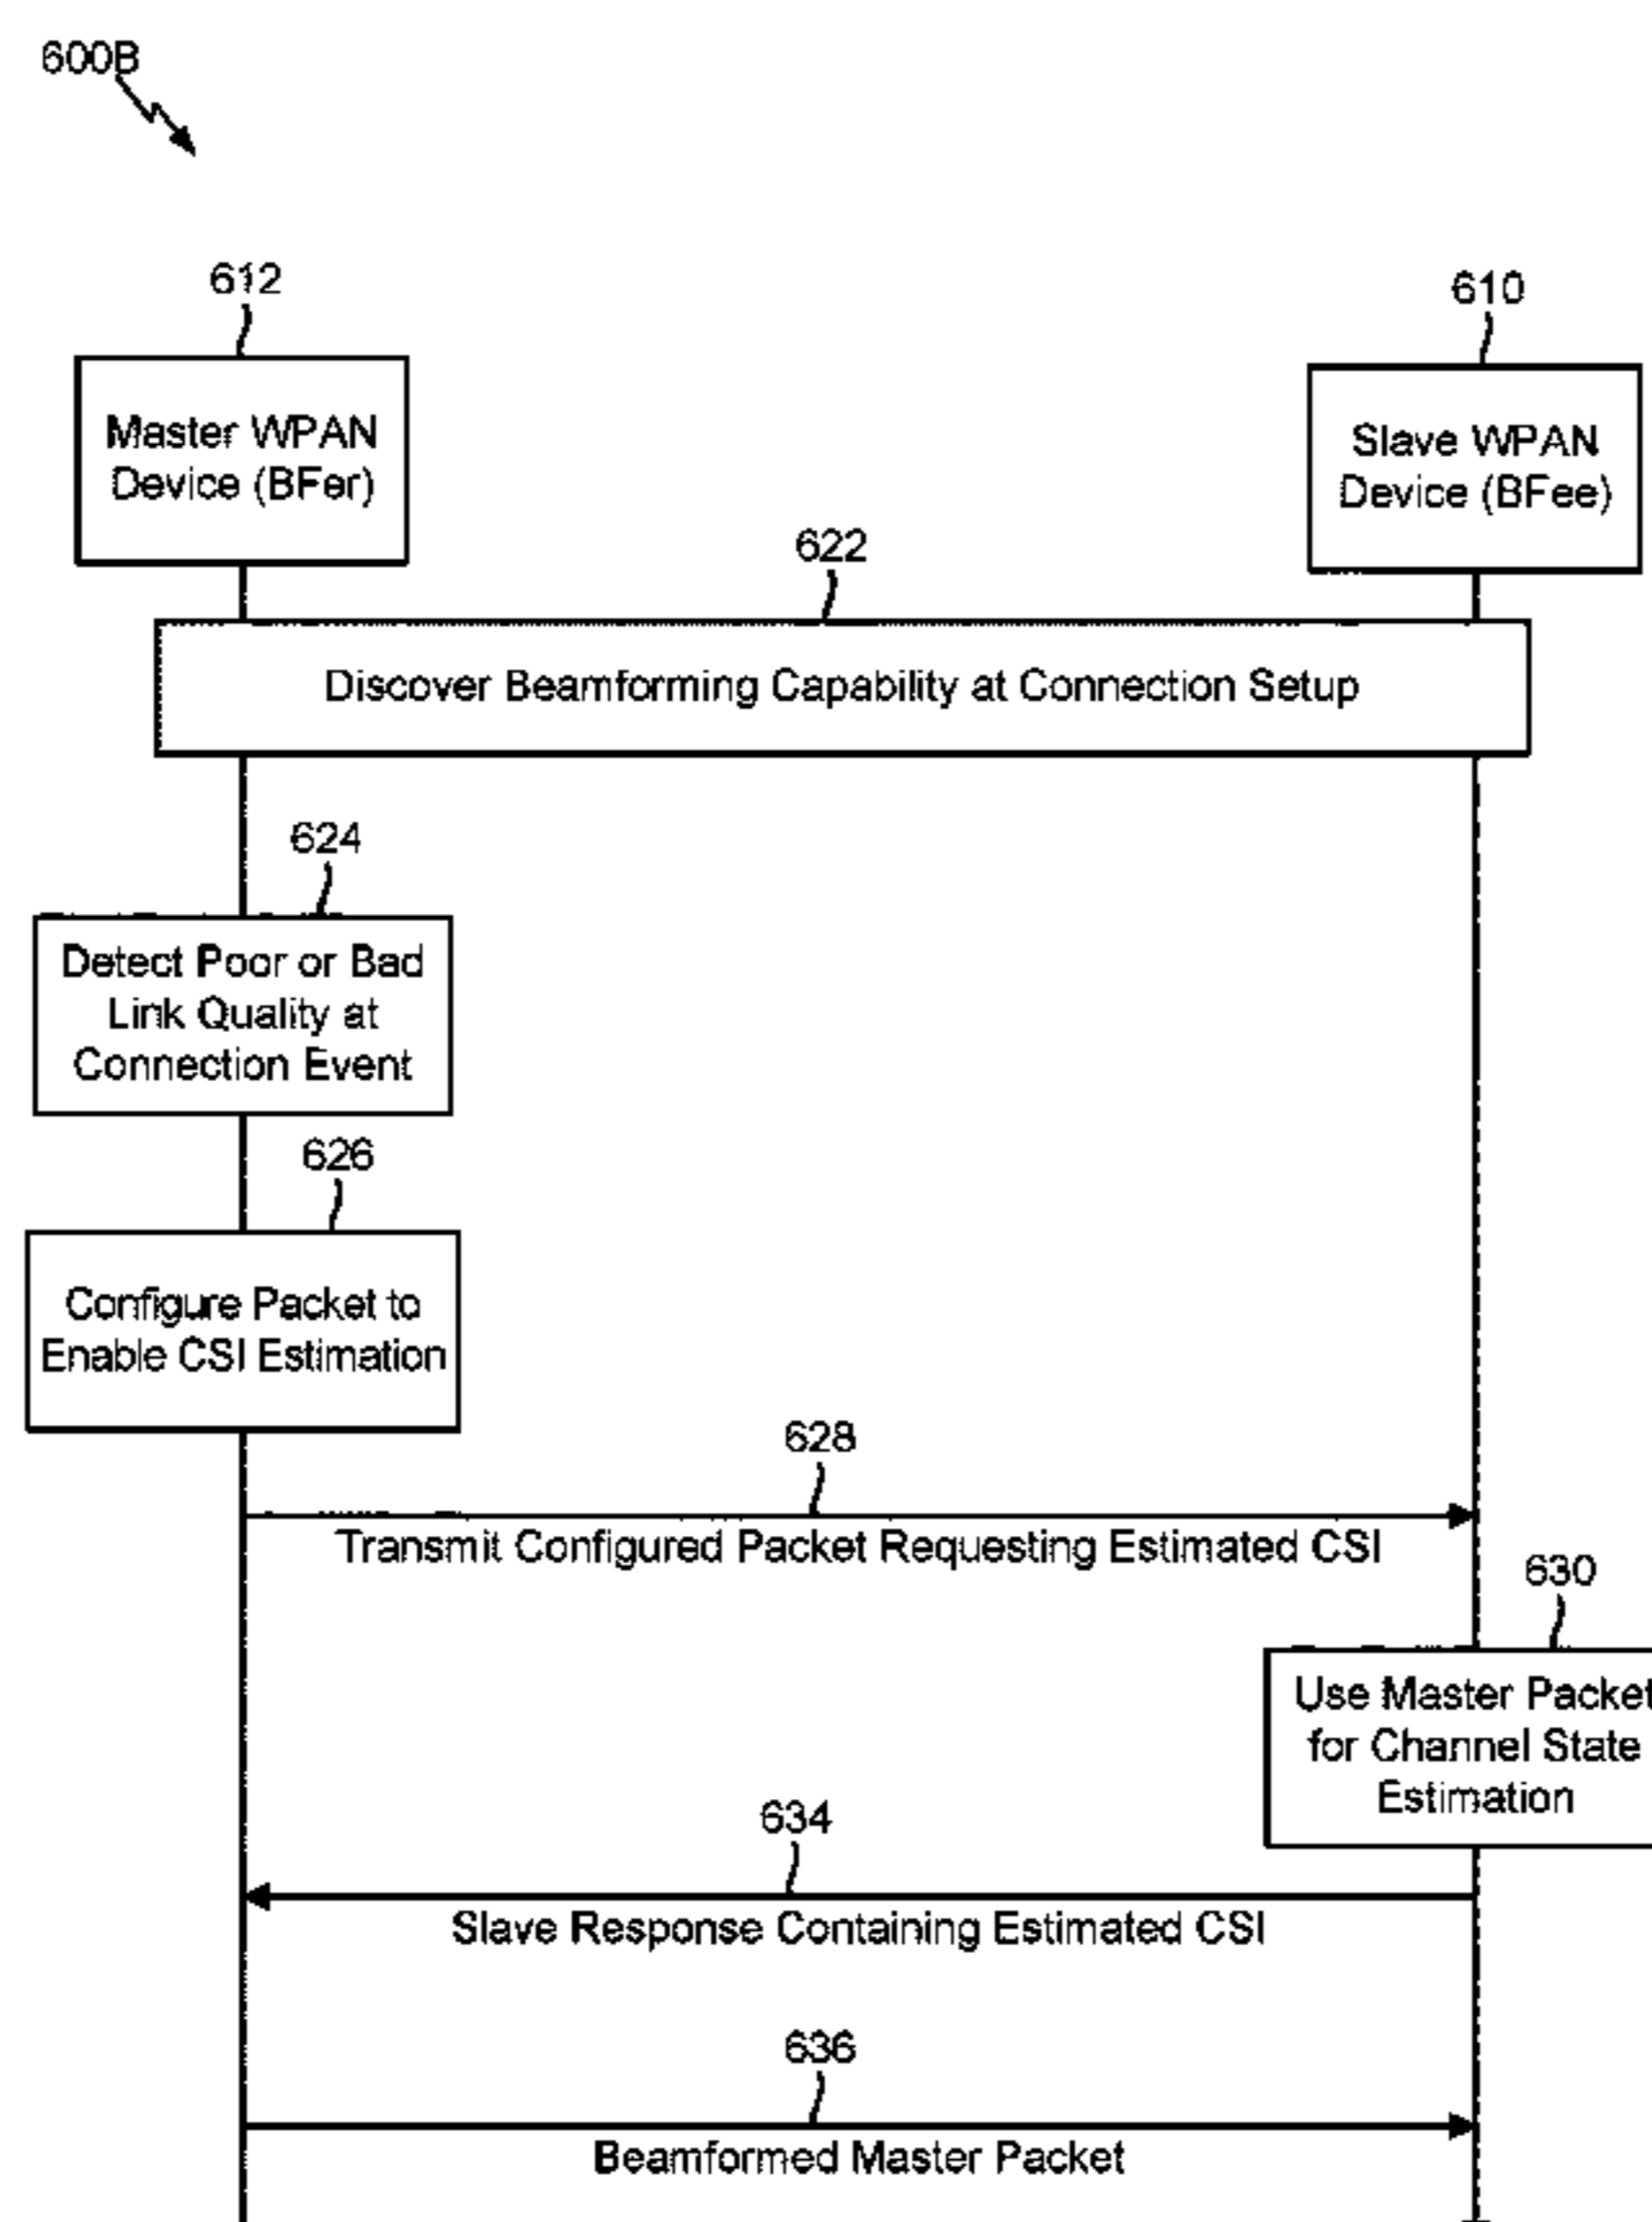 600B
612
610
Master WPAN
Device (BFer)
Slave WPAN
Device (BFee)
622
Discover Beamforming Capability at Connection Setup
624
Detect Poor or Bad
Link Quality at
Connection Event
626
Configure Packet to
Enable CSI Estimation
628
Transmit Configured Packet Requesting Estimated CSI
630
Use Master Packet
for Channel State
Estimation
634
Slave Response Containing Estimated CSI
636
Beamformed Master Packet